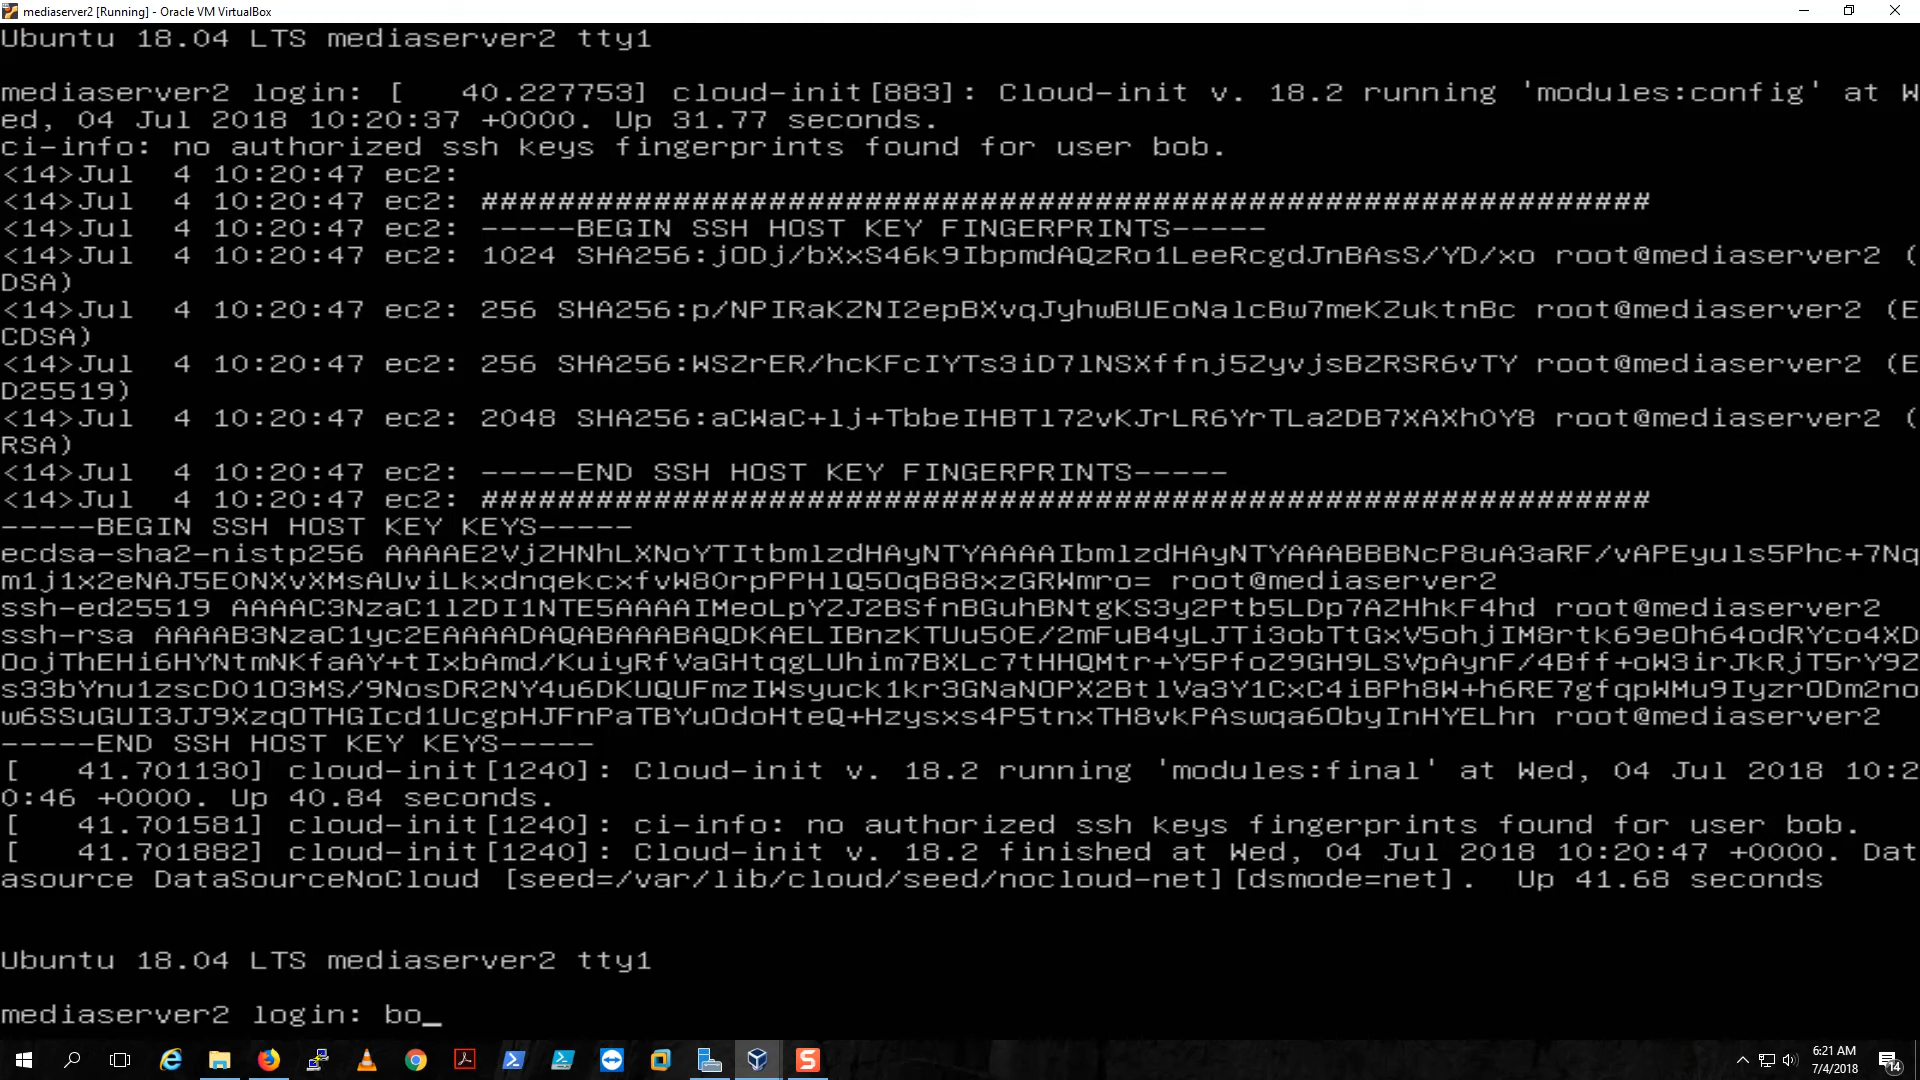 mediaserver2 [Running] - Oracle VM VirtualBox
Ubuntu 18.04 LTS mediaserver2 tty1
mediaserver2 login: [   40.227753] cloud-init[883]: Cloud-init v. 18.2 running 'modules:config' at W
ed, 04 Jul 2018 10:20:37 +0000. Up 31.77 seconds.
ci-info: no authorized ssh keys fingerprints found for user bob.
<14>Jul  4 10:20:47 ec2:
<14>Jul  4 10:20:47 ec2: #############################################################
<14>Jul  4 10:20:47 ec2: -----BEGIN SSH HOST KEY FINGERPRINTS-----
<14>Jul  4 10:20:47 ec2: 1024 SHA256:jODj/bXxS46k9IbpmdAQzRo1LeeRcgdJnBAsS/YD/xo root@mediaserver2 (
DSA)
<14>Jul  4 10:20:47 ec2: 256 SHA256:p/NPIRaKZNI2epBXvqJyhwBUEoNalcBw7meKZuktnBc root@mediaserver2 (E
CDSA)
<14>Jul  4 10:20:47 ec2: 256 SHA256:WSZrER/hcKFcIYTs3iD7lNSXffnj5ZyvjsBZRSR6vTY root@mediaserver2 (E
D25519)
<14>Jul  4 10:20:47 ec2: 2048 SHA256:aCWaC+lj+TbbeIHBTl72vKJrLR6YrTLa2DB7XAXhOY8 root@mediaserver2 (
RSA)
<14>Jul  4 10:20:47 ec2: -----END SSH HOST KEY FINGERPRINTS-----
<14>Jul  4 10:20:47 ec2: #############################################################
-----BEGIN SSH HOST KEY KEYS-----
ecdsa-sha2-nistp256 AAAAE2VjZHNhLXNoYTItbmlzdHAyNTYAAAAIbmlzdHAyNTYAAABBBNcP8uA3aRF/vAPEyuls5Phc+7Nq
m1j1x2eNAJ5EONXvXMsAUviLkxdnqekcxfvW80rpPPHlQ5OqB88xzGRWmro= root@mediaserver2
ssh-ed25519 AAAAC3NzaC1lZDI1NTE5AAAAIMeoLpYZJ2BSfnBGuhBNtgKS3y2Ptb5LDp7AZHhkF4hd root@mediaserver2
ssh-rsa AAAAB3NzaC1yc2EAAAADAQABAAABAQDKAELIBnzKTUu50E/2mFuB4yLJTi3obTtGxV5ohjIM8rtk69eOh64odRYco4XD
OojThEHi6HYNtmNKfaAY+tIxbAmd/KuiyRfVaGHtqgLUhim7BXLc7tHHQMtr+Y5PfoZ9GH9LSVpAynF/4Bff+oW3irJkRjT5rY9Z
s33bYnu1zscD01O3MS/9NosDR2NY4u6DKUQUFmzIWsyuck1kr3GNaNOPX2BtlVa3Y1CxC4iBPh8W+h6RE7gfqpWMu9IyzrODm2no
w6SSuGUI3JJ9XzqOTHGIcd1UcgpHJFnPaTBYuOdoHteQ+Hzysxs4P5tnxTH8vkPAswqa6ObyInHYELhn root@mediaserver2
-----END SSH HOST KEY KEYS-----
[   41.701130] cloud-init[1240]: Cloud-init v. 18.2 running 'modules:final' at Wed, 04 Jul 2018 10:2
0:46 +0000. Up 40.84 seconds.
[   41.701581] cloud-init[1240]: ci-info: no authorized ssh keys fingerprints found for user bob.
[   41.701882] cloud-init[1240]: Cloud-init v. 18.2 finished at Wed, 04 Jul 2018 10:20:47 +0000. Dat
asource DataSourceNoCloud [seed=/var/lib/cloud/seed/nocloud-net][dsmode=net].  Up 41.68 seconds
Ubuntu 18.04 LTS mediaserver2 tty1
mediaserver2 login: bo_
6:21 AM
7/4/2018
14